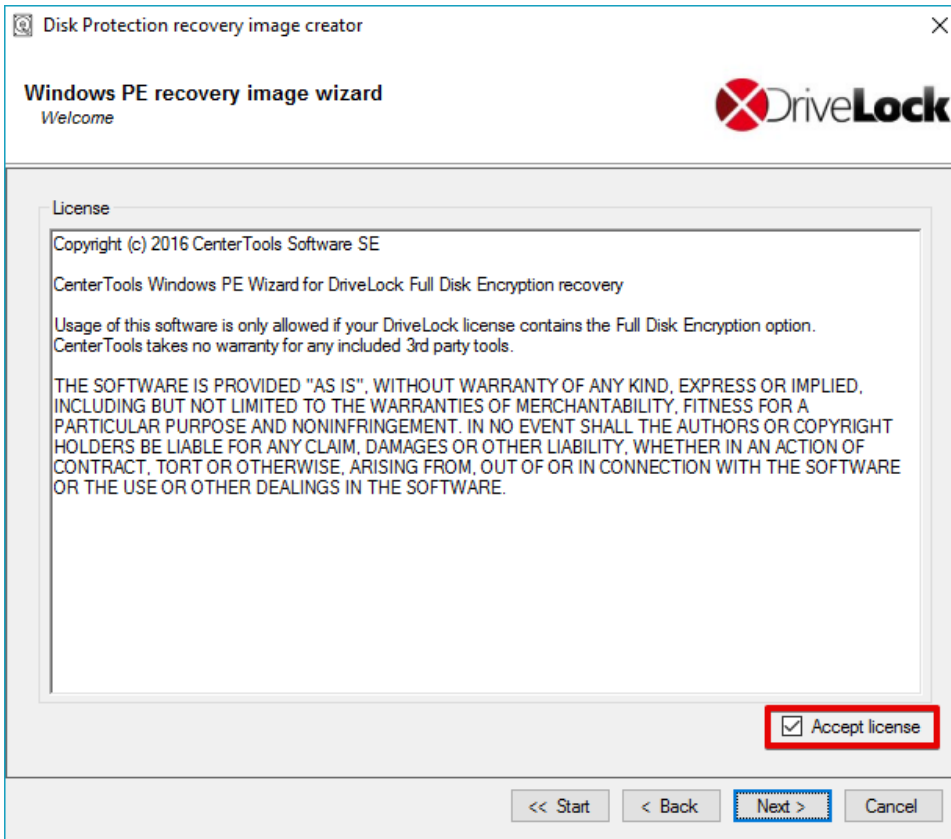 Disk Protection recovery image creator
Windows PE recovery image wizard
Welcome
DriveLock
License
Copyright (c) 2016 CenterTools Software SE
CenterTools Windows PE Wizard for DriveLock Full Disk Encryption recovery
Usage of this software is only allowed if your DriveLock license contains the Full Disk Encryption option.
CenterTools takes no warranty for any included 3rd party tools.
THE SOFTWARE IS PROVIDED "AS IS", WITHOUT WARRANTY OF ANY KIND, EXPRESS OR IMPLIED,
INCLUDING BUT NOT LIMITED TO THE WARRANTIES OF MERCHANTABILITY, FITNESS FOR A
PARTICULAR PURPOSE AND NONINFRINGEMENT. IN NO EVENT SHALL THE AUTHORS OR COPYRIGHT
HOLDERS BE LIABLE FOR ANY CLAIM, DAMAGES OR OTHER LIABILITY, WHETHER IN AN ACTION OF
CONTRACT, TORT OR OTHERWISE, ARISING FROM, OUT OF OR IN CONNECTION WITH THE SOFTWARE
OR THE USE OR OTHER DEALINGS IN THE SOFTWARE.
Accept license
<< Start < Back Next > Cancel